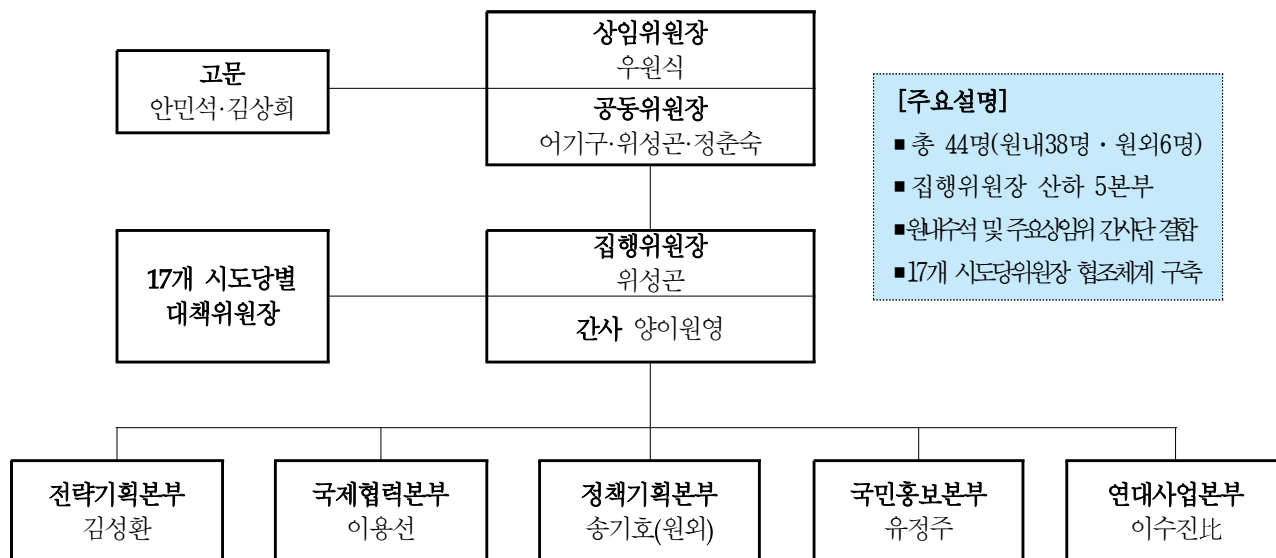 상임위원장
우원식
고문
안민석·김상희
공동위원장
어기구·위성곤·정춘숙
[주요설명]
■ 총 44명(원내38명 · 원외6명)
■ 집행위원장 산하 5본부
■원내수석 및 주요상임위 간사단 결합
■17개 시도당위원장 협조체계 구축
17개 시도당별
대책위원장
집행위원장
위성곤
간사 양이원영
전략기획본부
김성환
국제협력본부
이용선
정책기획본부
송기호(원외)
국민홍보본부
유정주
연대사업본부
이수진比